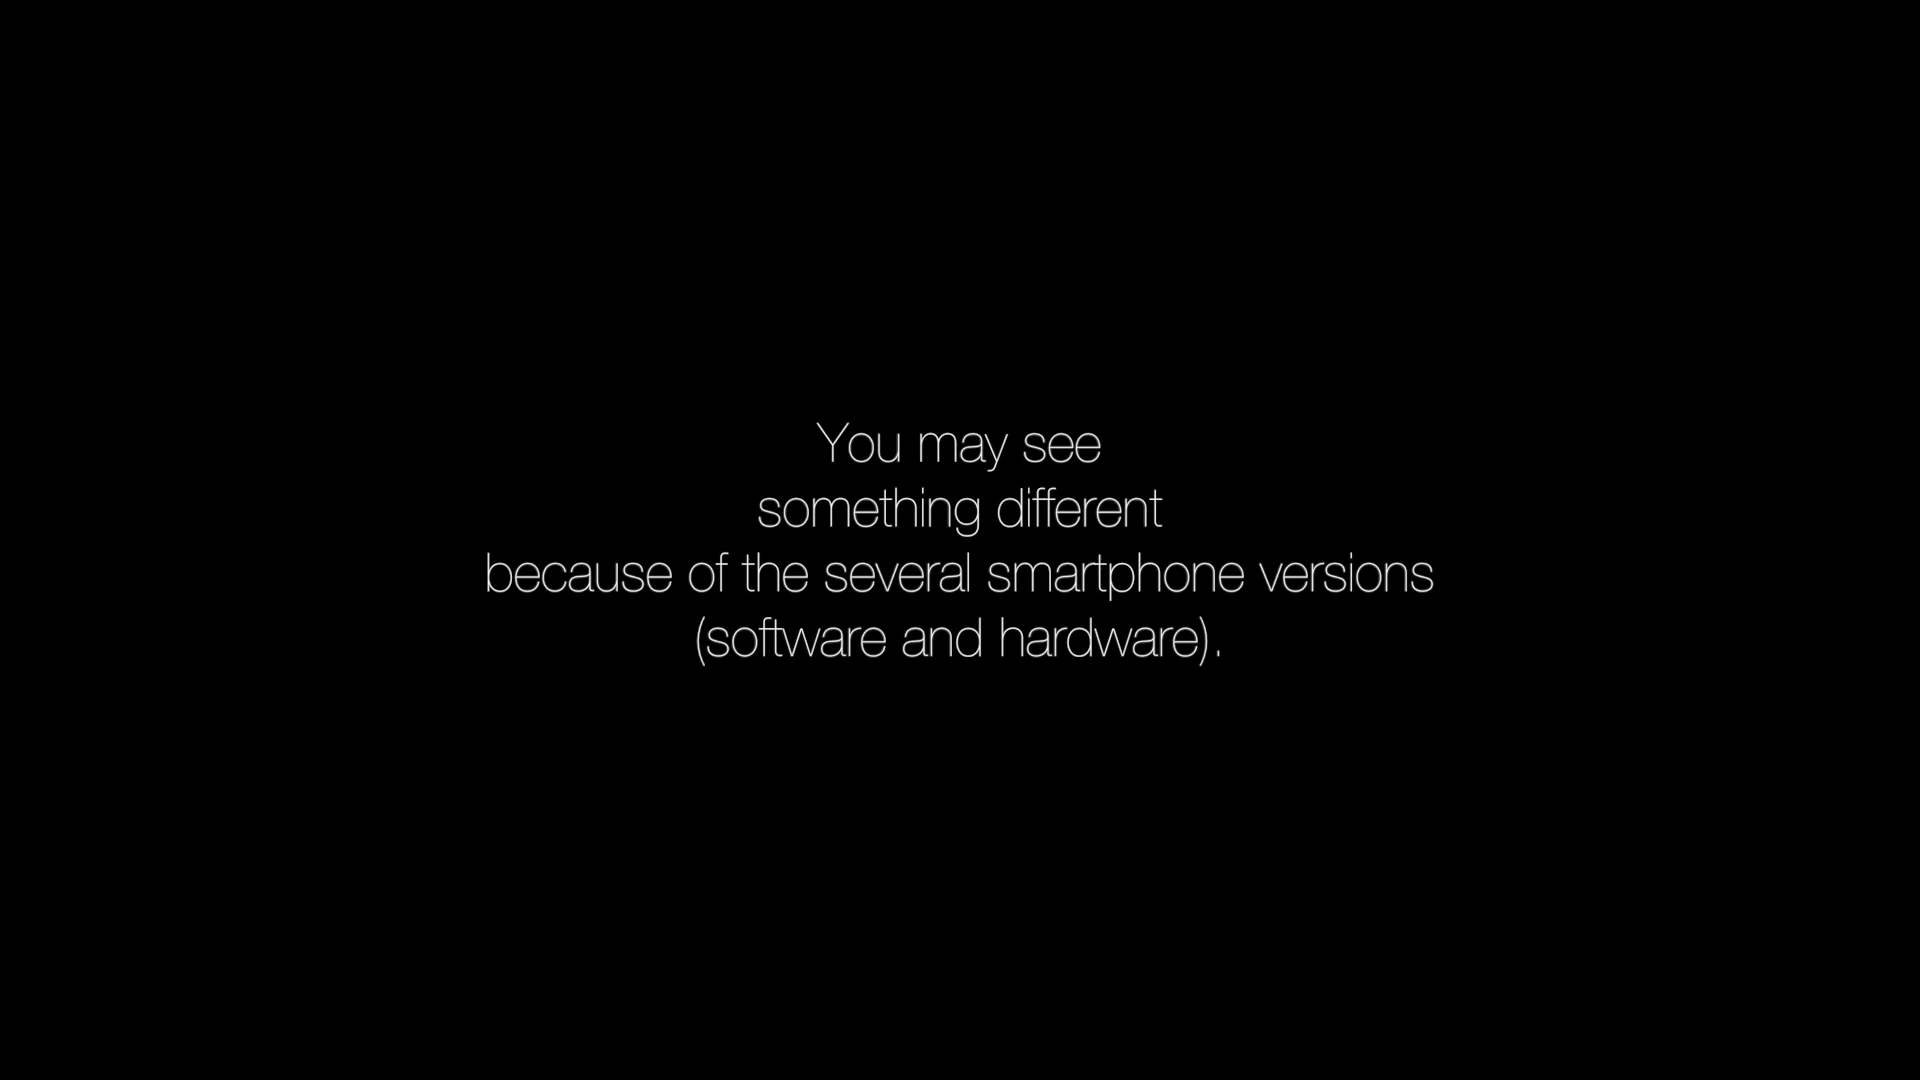 You may see
something different
because of the several smartphone versions
(software and hardware).